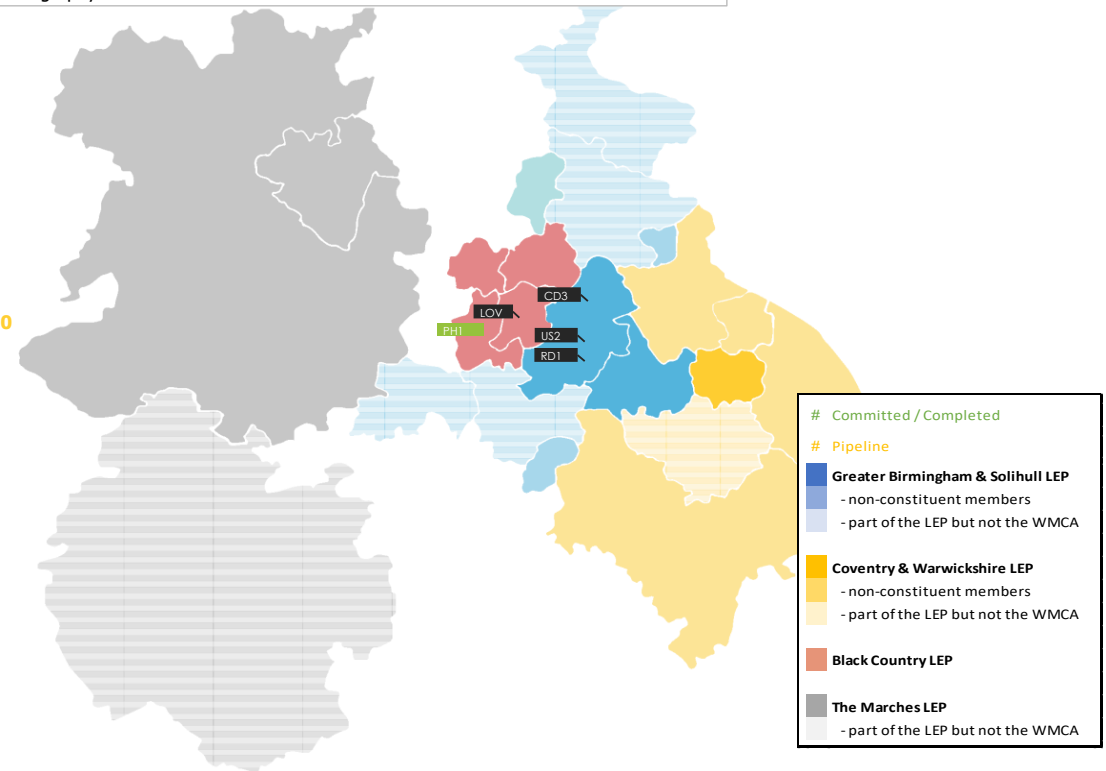 CD3
LOV
0
PH1
US2
RD1
# Committed / Completed
# Pipeline
Greater Birmingham & Solihull LEP
- non-constituent members
- part of the LEP but not the WMCA
Coventry & Warwickshire LEP
- non-constituent members
- part of the LEP but not the WMCA
Black Country LEP
The Marches LEP
- part of the LEP but not the WMCA